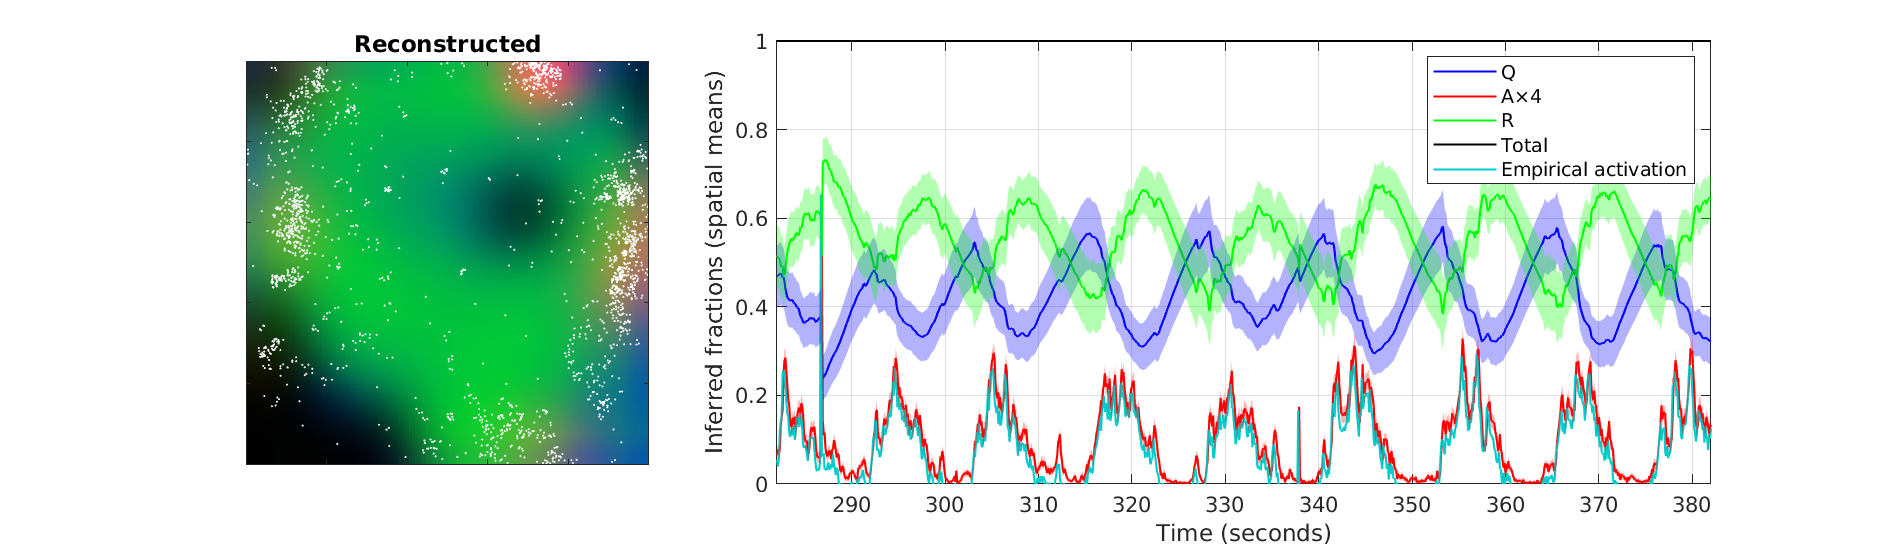 Reconstructed
Inferred fractions (spatial means)
1
0.8
0.6
0.4
0.2
0
Q
A×4
R
Total
Empirical activation
290 300 310 320 330 340 350 360 370 380
Time (seconds)